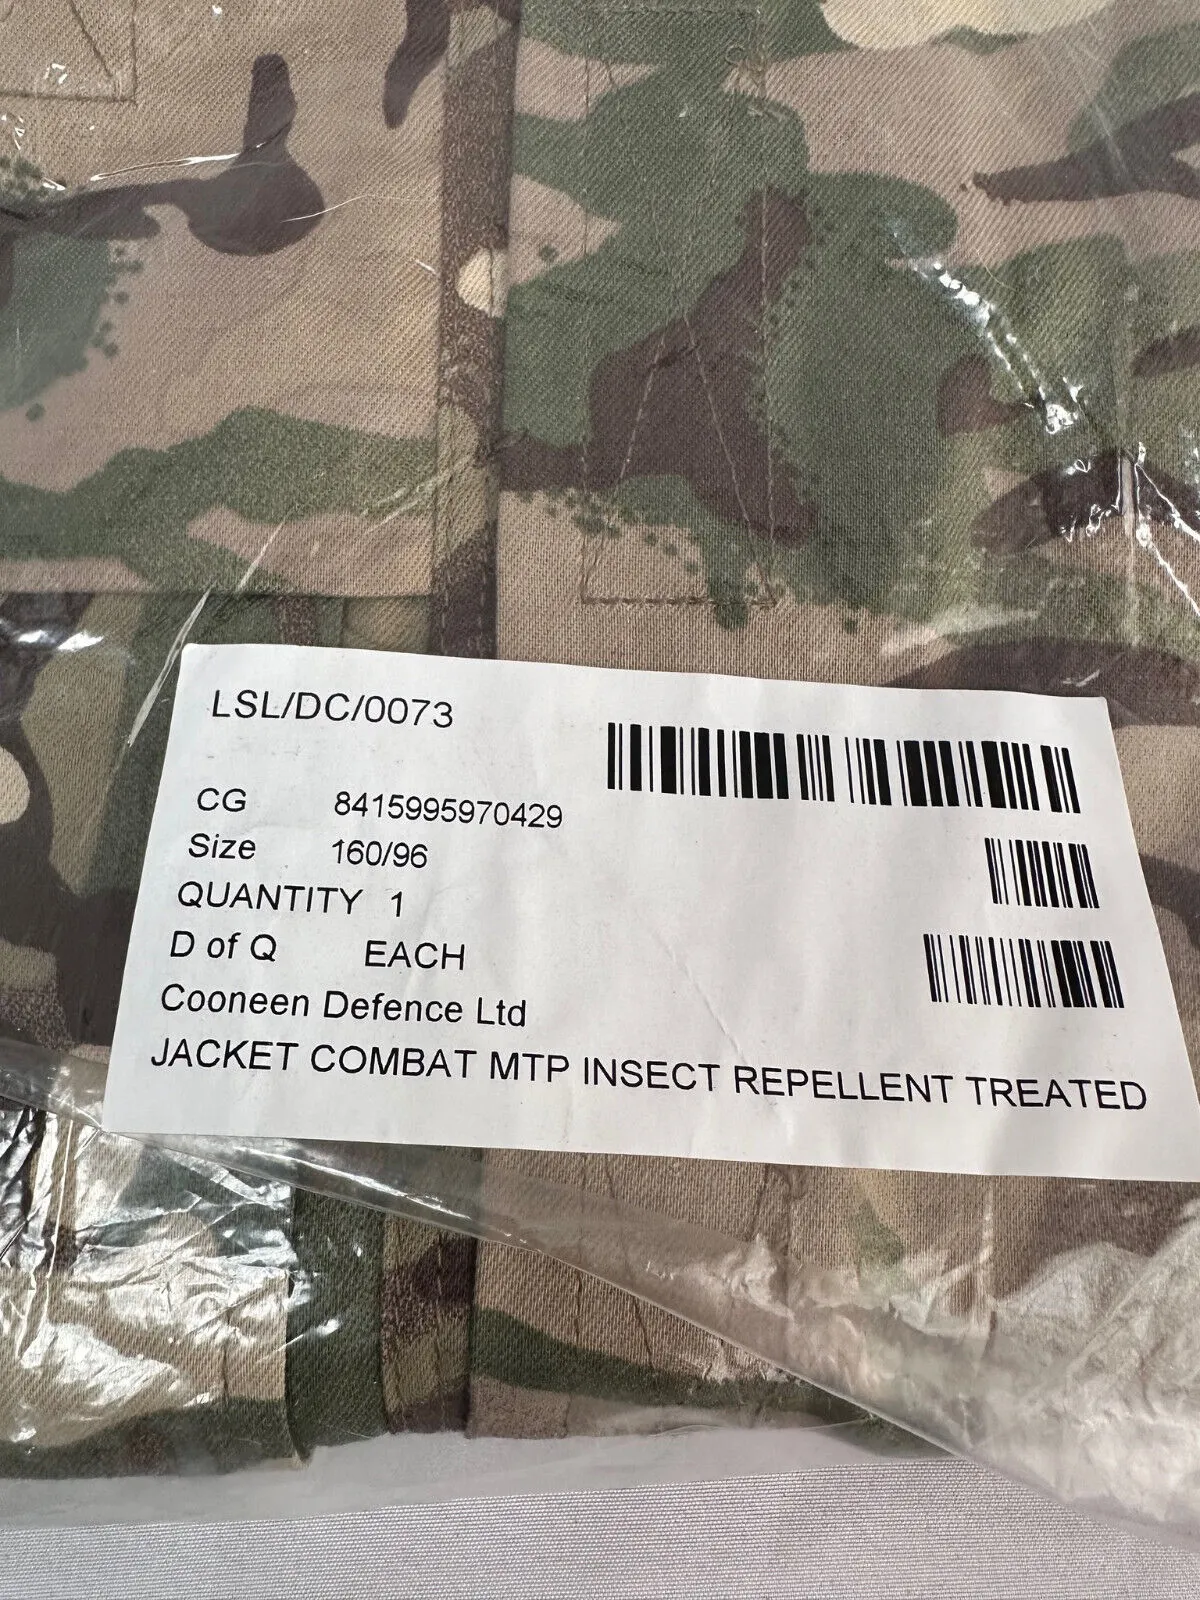 LSL/DC/0073
CG 8415995970429
Size 160/96
QUANTITY 1
D of Q EACH
Cooneen Defence Ltd
JACKET COMBAT MTP INSECT REPELLENT TREATED